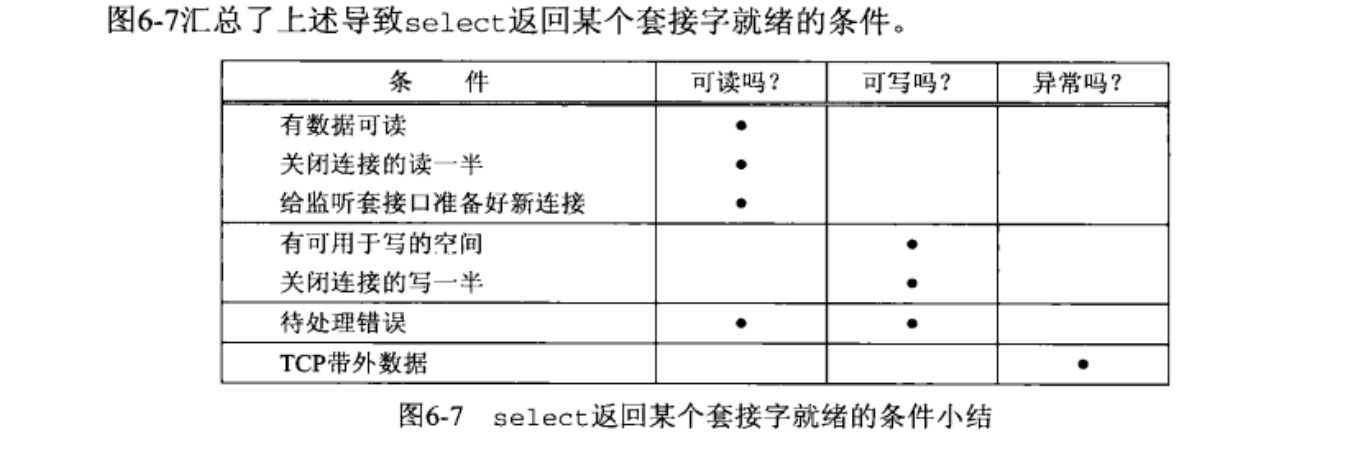 图6-7汇总了上述导致select返回某个套接字就绪的条件。
条 件 可读吗? 可写吗? 异常吗?
有数据可读 •
关闭连接的读一半 •
给监听套接口准备好新连接 •
有可用于写的空间 •
关闭连接的写一半 •
待处理错误 • •
TCP带外数据 •
图6-7 select返回某个套接字就绪的条件小结